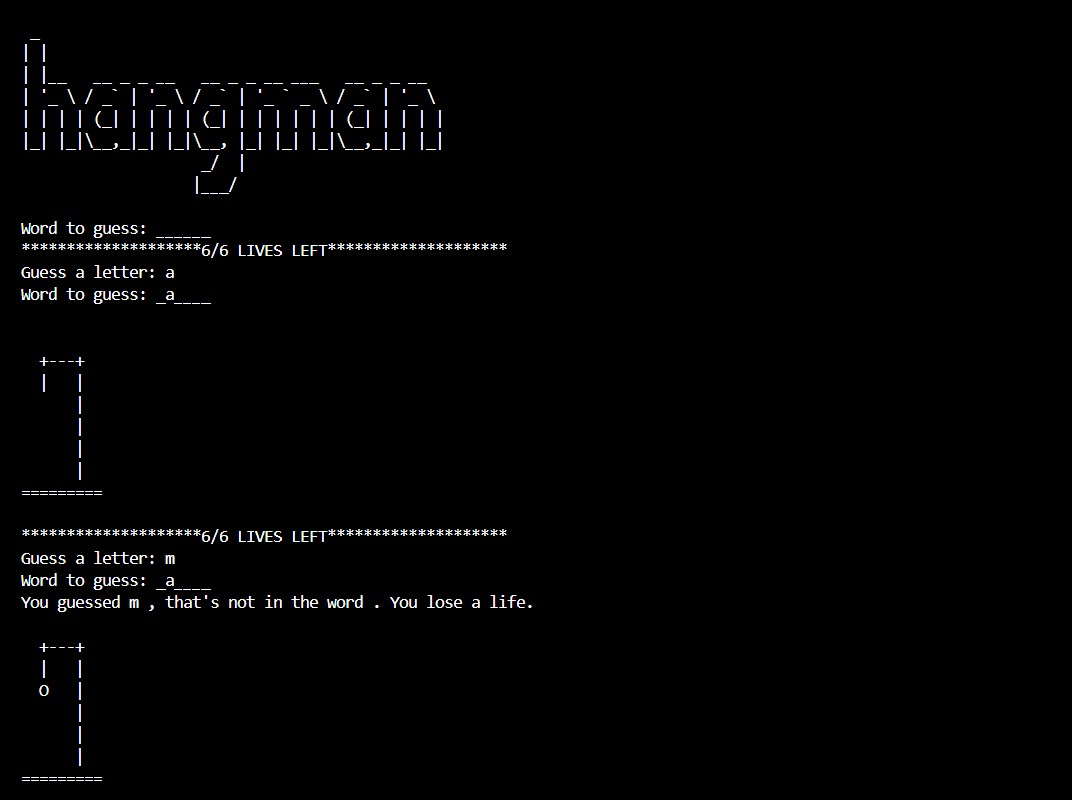 hangman
Word to guess: ______
********************6/6 LIVES LEFT********************
Guess a letter: a
Word to guess: _a____
********************6/6 LIVES LEFT********************
Guess a letter: m
Word to guess: _a____
You guessed m , that's not in the word . You lose a life.